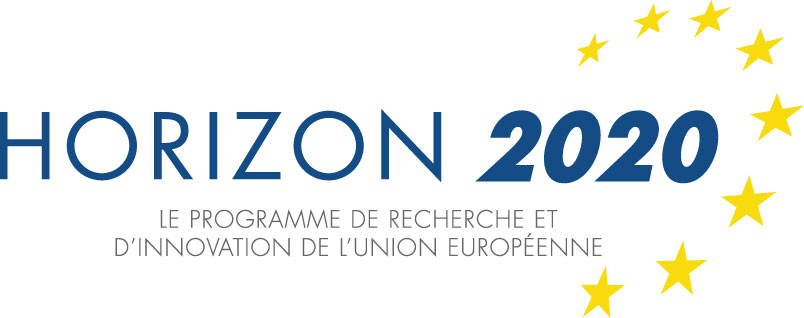 HORIZON 2020
LE PROGRAMME DE RECHERCHE ET
D’INNOVATION DE L’UNION EUROPÉENNE